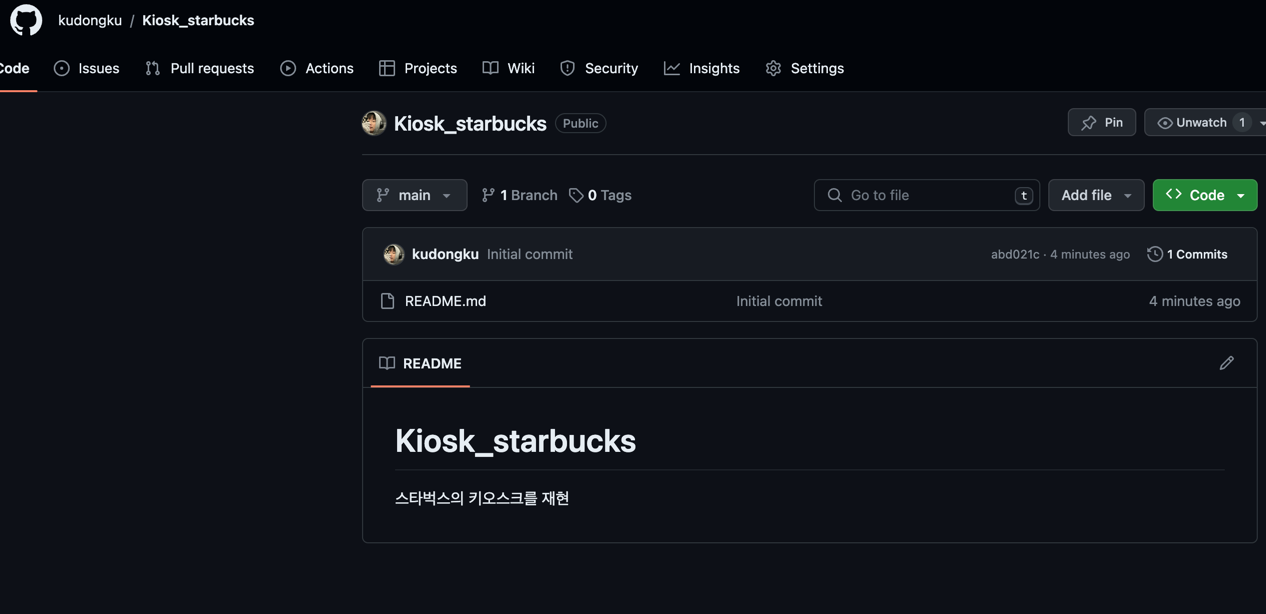 kudongku / Kiosk_starbucks
Code Issues Pull requests Actions Projects Wiki Security Insights Settings
Kiosk_starbucks Public Pin Unwatch 1
main 1 Branch 0 Tags Go to file t Add file Code
kudongku Initial commit abd021c · 4 minutes ago 1 Commits
README.md Initial commit 4 minutes ago
README
Kiosk_starbucks
스타벅스의 키오스크를 재현